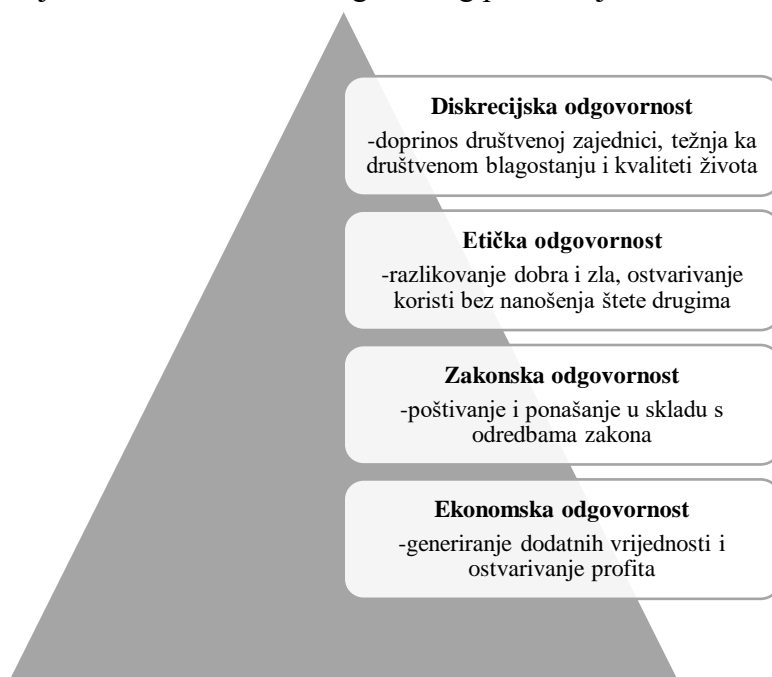 Diskrecijska odgovornost
-doprinos društvenoj zajednici, težnja ka
društvenom blagostanju i kvaliteti života
Etička odgovornost
-razlikovanje dobra i zla, ostvarivanje
koristi bez nanošenja štete drugima
Zakonska odgovornost
-poštivanje i ponašanje u skladu s
odredbama zakona
Ekonomska odgovornost
-generiranje dodatnih vrijednosti i
ostvarivanje profita